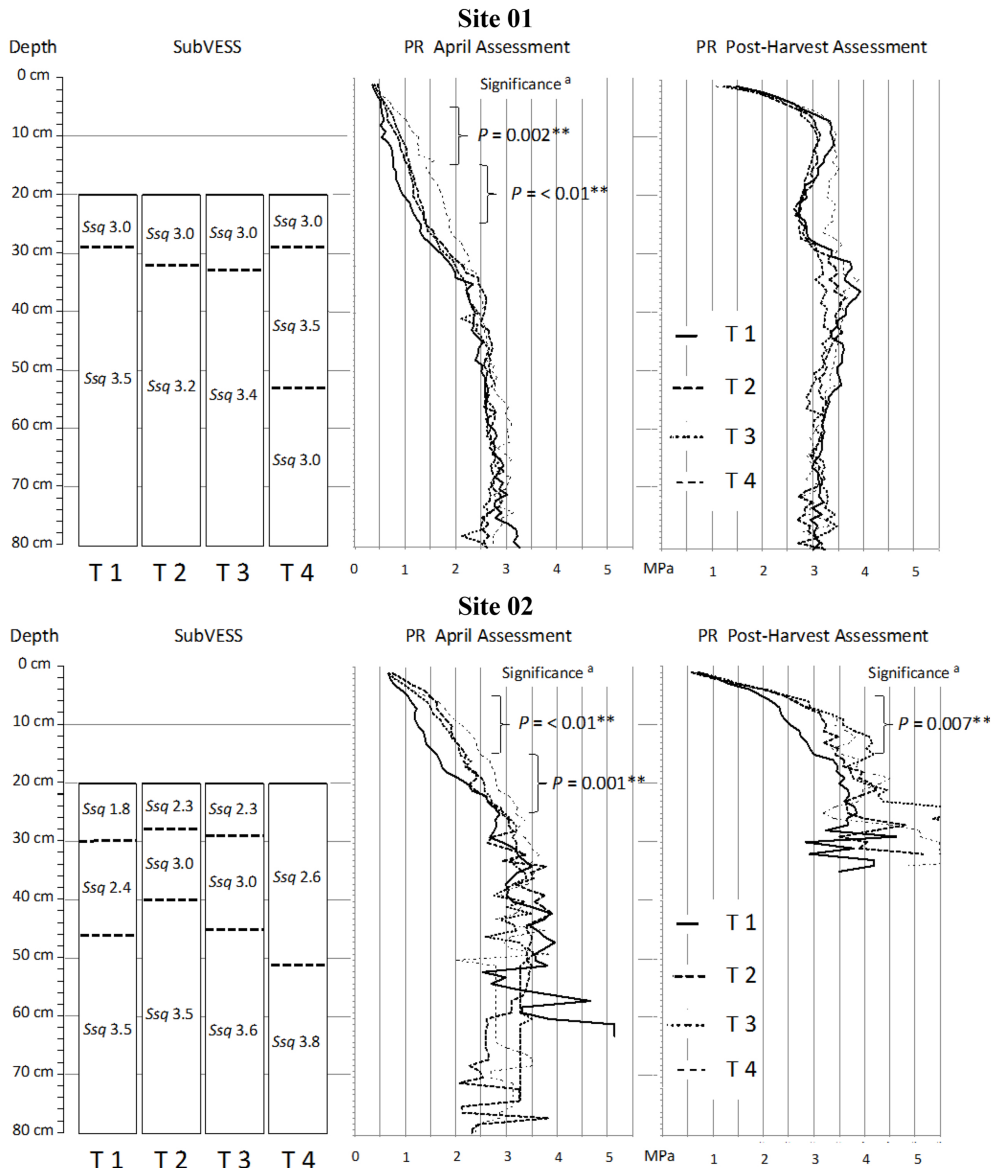 Site 01
Depth SubVESS PR April Assessment PR Post-Harvest Assessment
0 cm
Significance a
10 cm P = 0.002**
20 cm P = < 0.01**
Ssq 3.0 Ssq 3.0 Ssq 3.0 Ssq 3.0
30 cm
40 cm Ssq 3.5
T 1
50 cm Ssq 3.5 Ssq 3.2 Ssq 3.4 T 2
60 cm T 3
Ssq 3.0
70 cm T 4
80 cm
T 1 T 2 T 3 T 4 0 1 2 3 4 5 MPa 1 2 3 4 5
Site 02
Depth SubVESS PR April Assessment PR Post-Harvest Assessment
0 cm
Significance a Significance a
10 cm P = < 0.01** P = 0.007**
20 cm P = 0.001**
Ssq 1.8 Ssq 2.3 Ssq 2.3
30 cm
Ssq 2.4 Ssq 3.0 Ssq 3.0 Ssq 2.6
40 cm
T 1
50 cm
T 2
60 cm Ssq 3.5 Ssq 3.5 Ssq 3.6 Ssq 3.8
T 3
70 cm T 4
80 cm
T 1 T 2 T 3 T 4 0 1 2 3 4 5 MPa 1 2 3 4 5